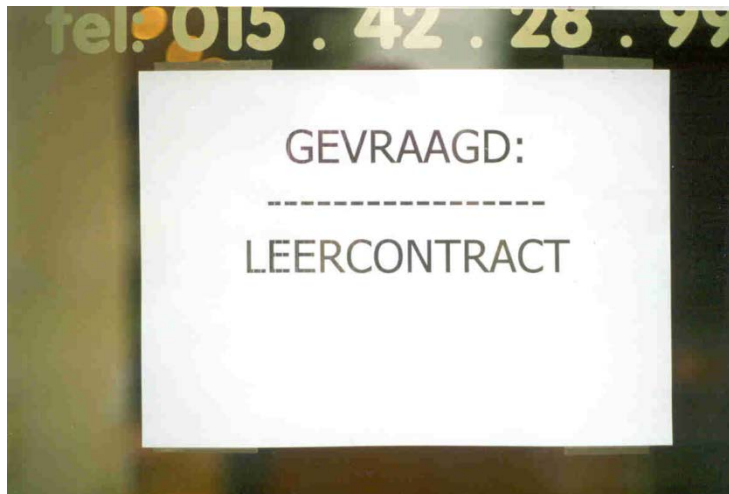 tel: 015 . 42 . 28 . 99
GEVRAAGD:
-----------------
LEERCONTRACT